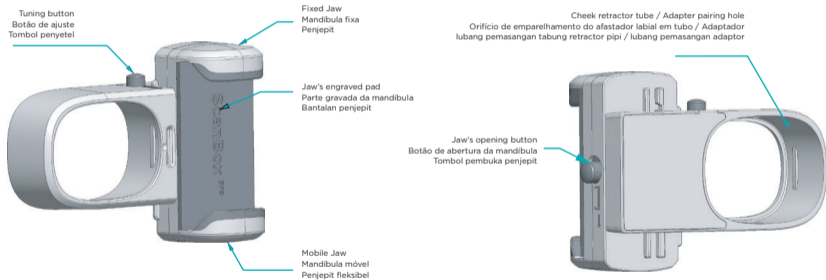 Tuning button
Botão de ajuste
Tombol penyetel
Fixed Jaw
Mandíbula fixa
Penjepit
Jaw's engraved pad
Parte gravada da mandíbula
Bantalan penjepit
Mobile Jaw
Mandíbula móvel
Penjepit fleksibel
Cheek retractor tube / Adapter pairing hole
Orifício de emparelhamento do afastador labial em tubo / Adaptador
lubang pemasangan tabung retractor pipi / lubang pemasangan adaptor
Jaw's opening button
Botão de abertura da mandíbula
Tombol pembuka penjepit